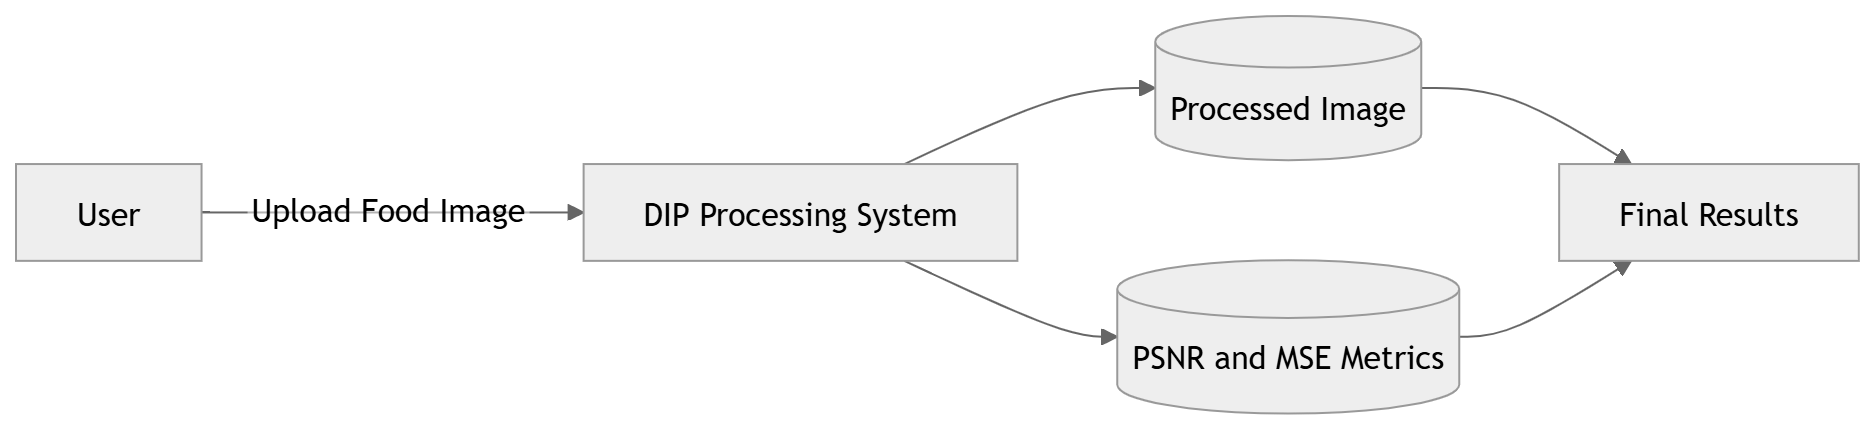 User
Upload Food Image
DIP Processing System
Processed Image
PSNR and MSE Metrics
Final Results